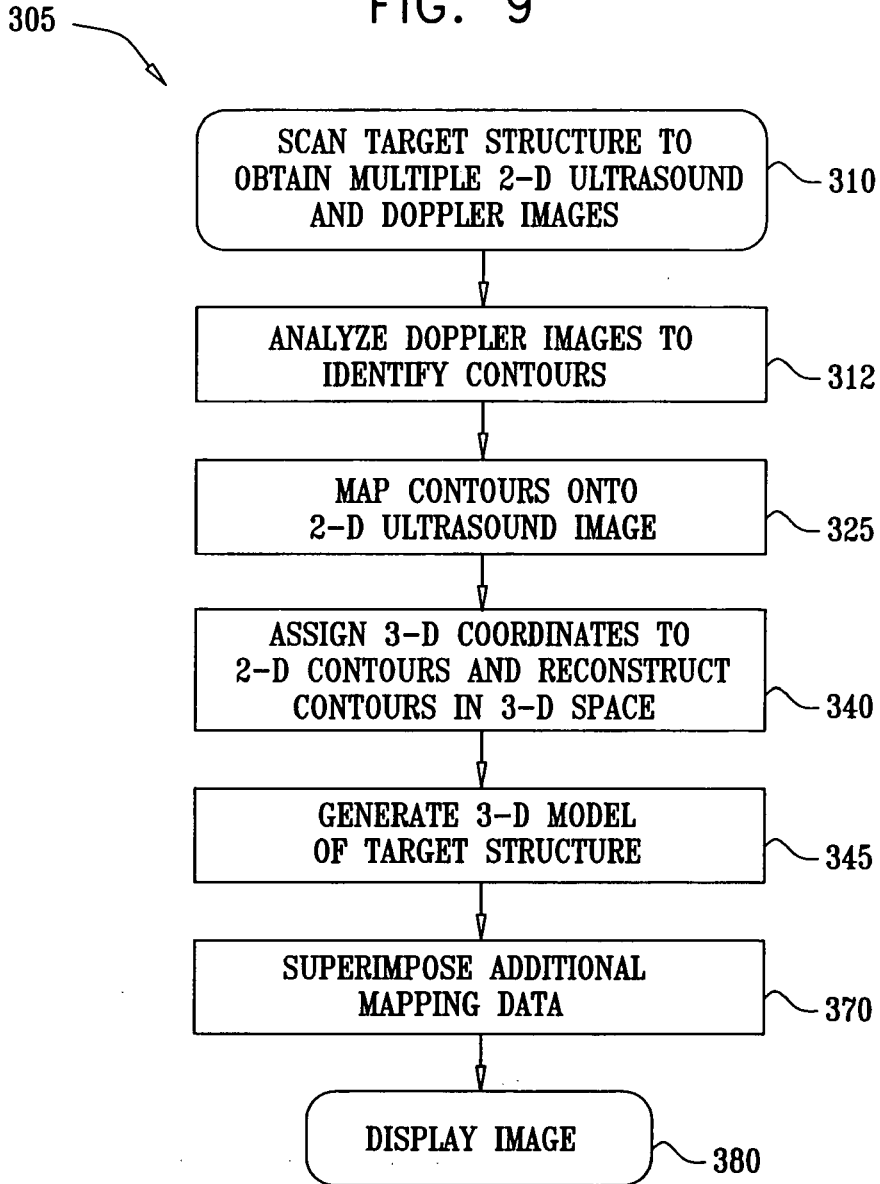 FIG. 9
305
SCAN TARGET STRUCTURE TO
OBTAIN MULTIPLE 2-D ULTRASOUND
AND DOPPLER IMAGES
310
ANALYZE DOPPLER IMAGES TO
IDENTIFY CONTOURS
312
MAP CONTOURS ONTO
2-D ULTRASOUND IMAGE
325
ASSIGN 3-D COORDINATES TO
2-D CONTOURS AND RECONSTRUCT
CONTOURS IN 3-D SPACE
340
GENERATE 3-D MODEL
OF TARGET STRUCTURE
345
SUPERIMPOSE ADDITIONAL
MAPPING DATA
370
DISPLAY IMAGE
380